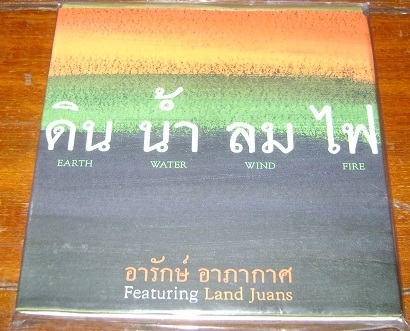 ดิน น้ำ ลม ไฟ
EARTH WATER WIND FIRE
อารักษ์ อาภากาศ
Featuring Land Juans